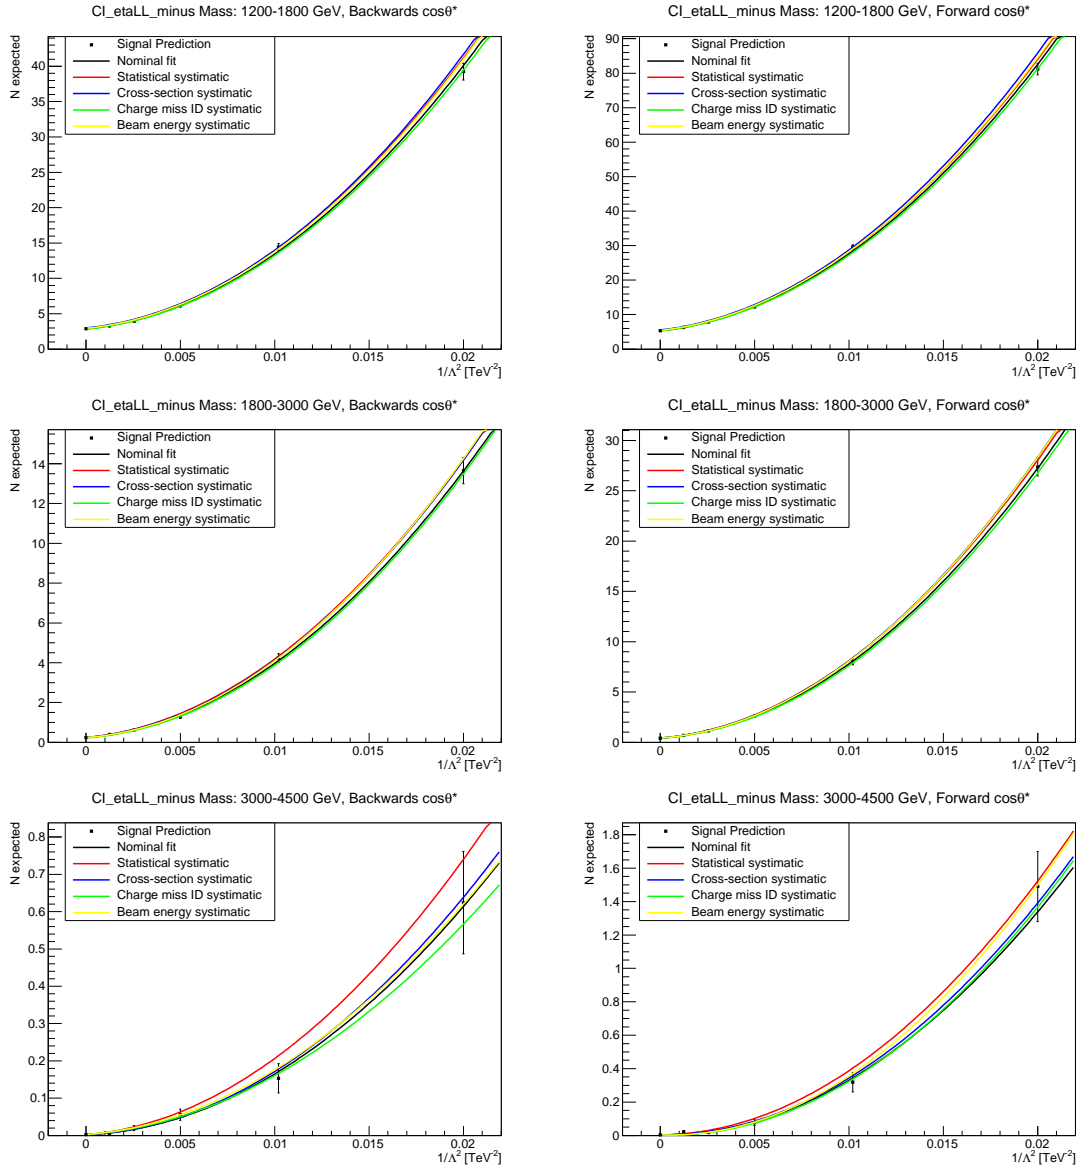 CI_etaLL_minus Mass: 1200-1800 GeV, Backwards cosθ*
N expected
Signal Prediction
Nominal fit
Statistical systematic
Cross-section systematic
Charge miss ID systematic
Beam energy systematic
40
35
30
25
20
15
10
5
0
0 0.005 0.01 0.015 0.02
1/Λ² [TeV⁻²]
CI_etaLL_minus Mass: 1200-1800 GeV, Forward cosθ*
N expected
Signal Prediction
Nominal fit
Statistical systematic
Cross-section systematic
Charge miss ID systematic
Beam energy systematic
90
80
70
60
50
40
30
20
10
0
0 0.005 0.01 0.015 0.02
1/Λ² [TeV⁻²]
CI_etaLL_minus Mass: 1800-3000 GeV, Backwards cosθ*
N expected
Signal Prediction
Nominal fit
Statistical systematic
Cross-section systematic
Charge miss ID systematic
Beam energy systematic
14
12
10
8
6
4
2
0
0 0.005 0.01 0.015 0.02
1/Λ² [TeV⁻²]
CI_etaLL_minus Mass: 1800-3000 GeV, Forward cosθ*
N expected
Signal Prediction
Nominal fit
Statistical systematic
Cross-section systematic
Charge miss ID systematic
Beam energy systematic
30
25
20
15
10
5
0
0 0.005 0.01 0.015 0.02
1/Λ² [TeV⁻²]
CI_etaLL_minus Mass: 3000-4500 GeV, Backwards cosθ*
N expected
Signal Prediction
Nominal fit
Statistical systematic
Cross-section systematic
Charge miss ID systematic
Beam energy systematic
0.8
0.7
0.6
0.5
0.4
0.3
0.2
0.1
0
0 0.005 0.01 0.015 0.02
1/Λ² [TeV⁻²]
CI_etaLL_minus Mass: 3000-4500 GeV, Forward cosθ*
N expected
Signal Prediction
Nominal fit
Statistical systematic
Cross-section systematic
Charge miss ID systematic
Beam energy systematic
1.8
1.6
1.4
1.2
1
0.8
0.6
0.4
0.2
0
0 0.005 0.01 0.015 0.02
1/Λ² [TeV⁻²]